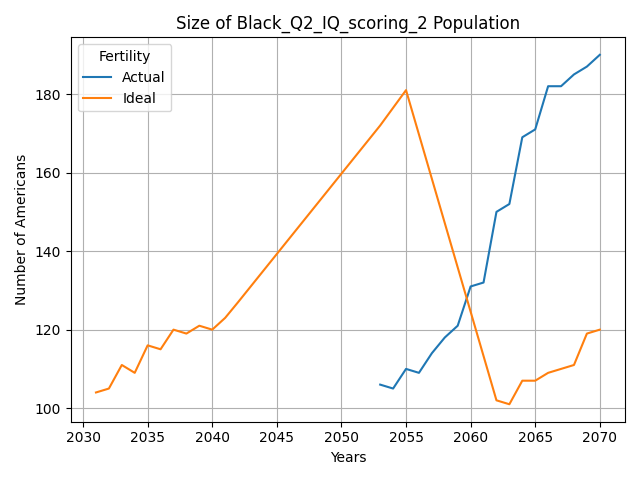 Size of Black_Q2_IQ_scoring_2 Population
Fertility
Actual
Ideal
Number of Americans
180
160
140
120
100
2030 2035 2040 2045 2050 2055 2060 2065 2070
Years